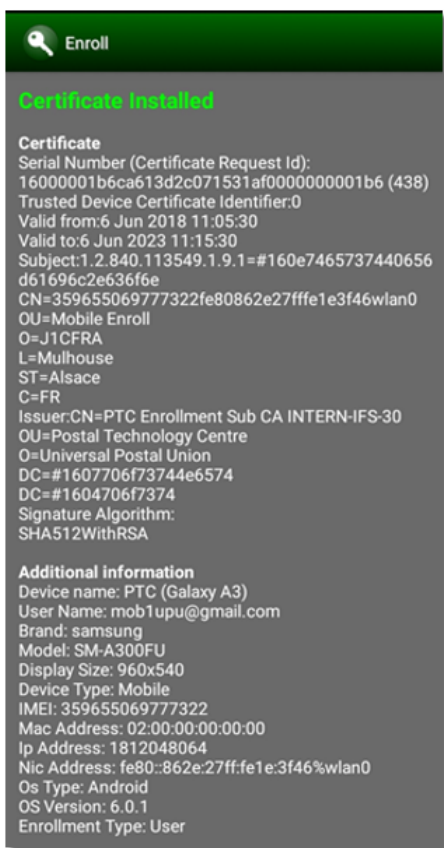 Enroll
Certificate Installed
Certificate
Serial Number (Certificate Request Id):
16000001b6ca613d2c071531af0000000001b6 (438)
Trusted Device Certificate Identifier:0
Valid from:6 Jun 2018 11:05:30
Valid to:6 Jun 2023 11:15:30
Subject:1.2.840.113549.1.9.1=#160e7465737440656
d61696c2e636f6e
CN=359655069777322fe80862e27fffe1e3f46wlan0
OU=Mobile Enroll
O=J1CFRA
L=Mulhouse
ST=Alsace
C=FR
Issuer:CN=PTC Enrollment Sub CA INTERN-IFS-30
OU=Postal Technology Centre
O=Universal Postal Union
DC=#1607706f73744e6574
DC=#1604706f7374
Signature Algorithm:
SHA512WithRSA
Additional information
Device name: PTC (Galaxy A3)
User Name: mob1upu@gmail.com
Brand: samsung
Model: SM-A300FU
Display Size: 960x540
Device Type: Mobile
IMEI: 359655069777322
Mac Address: 02:00:00:00:00:00
Ip Address: 1812048064
Nic Address: fe80::862e:27ff:fe1e:3f46%wlan0
Os Type: Android
OS Version: 6.0.1
Enrollment Type: User